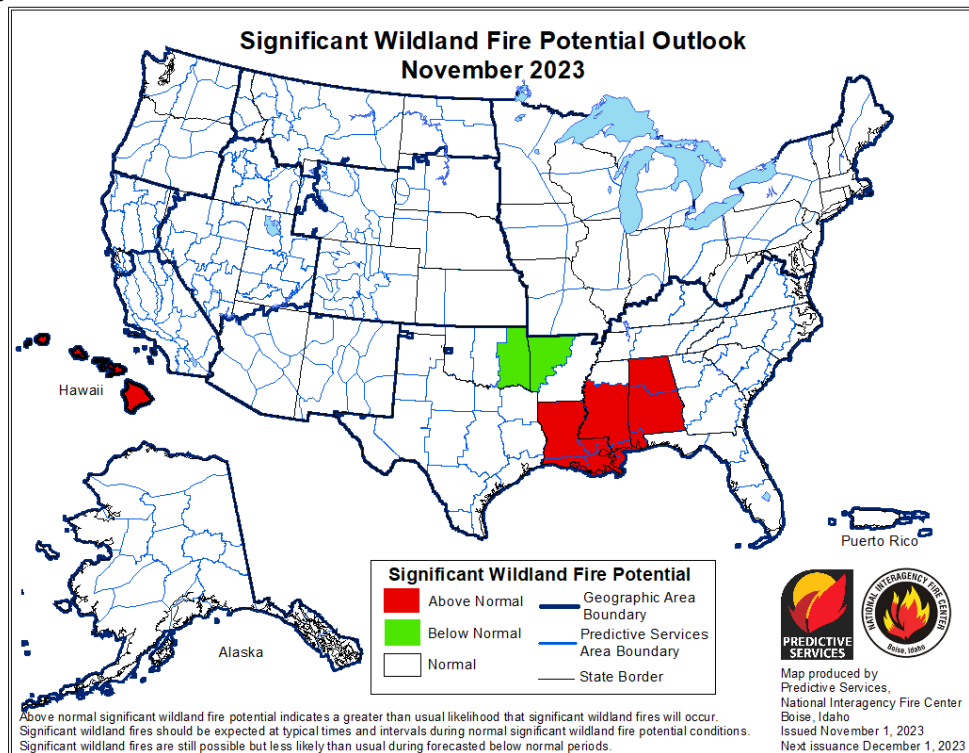 Significant Wildland Fire Potential Outlook
November 2023
Hawaii
Alaska
Puerto Rico
Significant Wildland Fire Potential
Above Normal
Below Normal
Normal
Geographic Area
Boundary
Predictive Services
Area Boundary
State Border
PREDICTIVE
SERVICES
NATIONAL INTERAGENCY FIRE CENTER
Boise, Idaho
Map produced by
Predictive Services,
National Interagency Fire Center
Boise, Idaho
Issued November 1, 2023
Next issuance December 1, 2023
Above normal significant wildland fire potential indicates a greater than usual likelihood that significant wildland fires will occur.
Significant wildland fires should be expected at typical times and intervals during normal significant wildland fire potential conditions.
Significant wildland fires are still possible but less likely than usual during forecasted below normal periods.